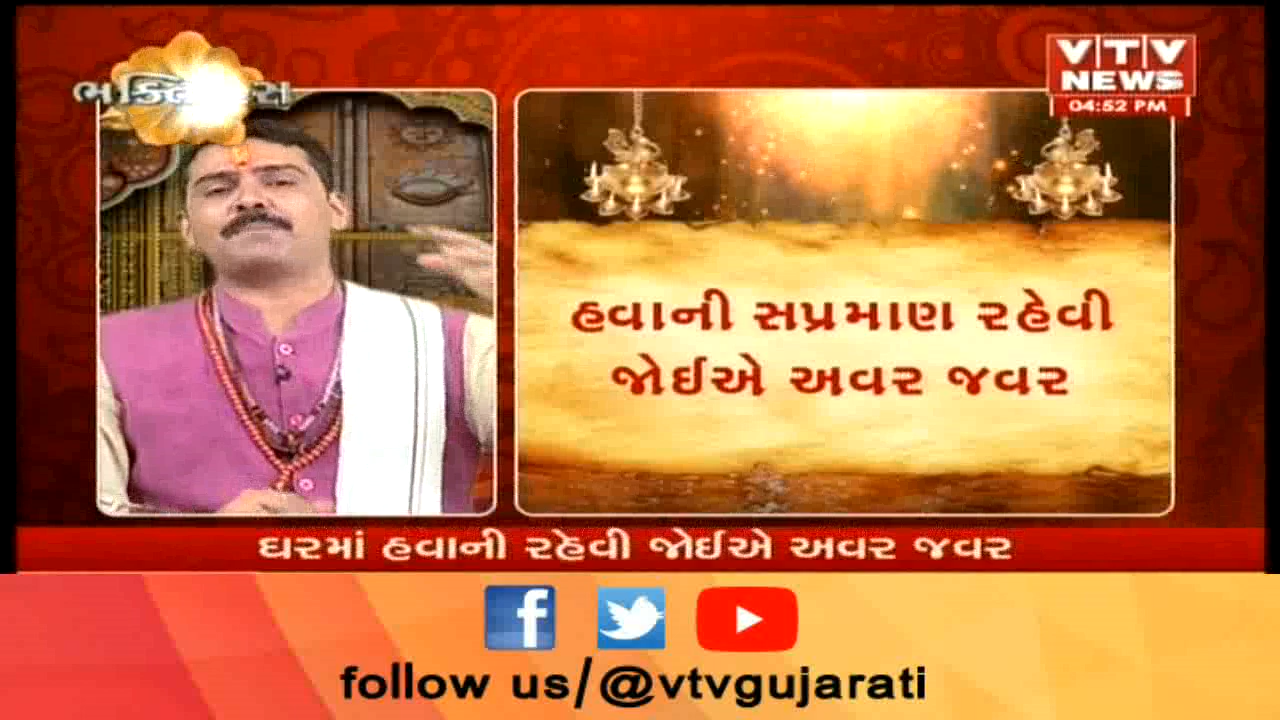 VTV
NEWS
04:52 PM
હવાની સપ્રમાણ રહેવી
જોઈએ અવર જવર
ઘરમાં હવાની રહેવી જોઈએ અવર જવર
follow us/@vtvgujarati